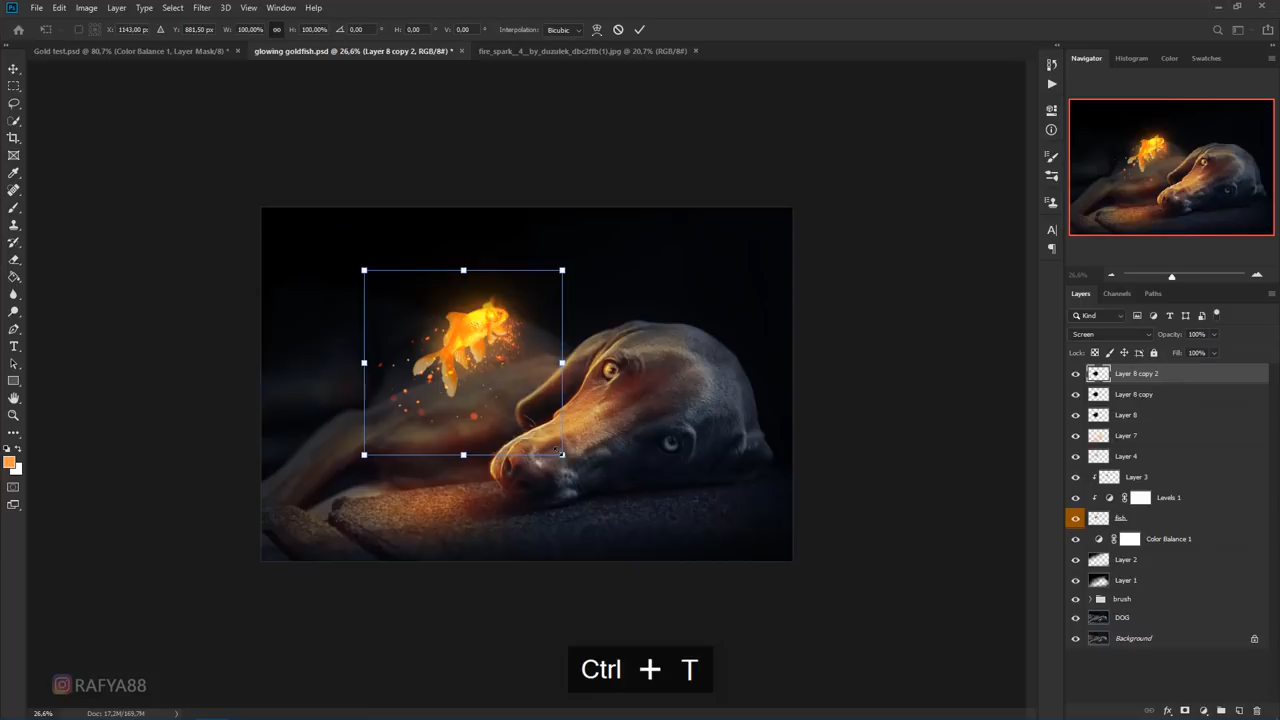 Ps File Edit Image Layer Type Select Filter 3D View Window Help
X: 1143,00 px Y: 881,50 px W: 100,00% H: 100,00% 0,00 ° H: 0,00 ° V: 0,00 ° Interpolation: Bicubic
Gold test.psd @ 80,7% (Color Balance 1, Layer Mask/8) * × glowing goldfish.psd @ 26,6% (Layer 8 copy 2, RGB/8#) * × fire_spark__4__by_duzulek_dbc2ffb(1).jpg @ 20,7% (RGB/8#) ×
Navigator Histogram Color Swatches
26,6%
Layers Channels Paths
Kind
Screen Opacity: 100%
Lock: Fill: 100%
Layer 8 copy 2
Layer 8 copy
Layer 8
Layer 7
Layer 4
Layer 3
Levels 1
fish
Color Balance 1
Layer 2
Layer 1
brush
DOG
Background
Ctrl + T
RAFYA88
26,6% Doc: 17,2M/169,7M